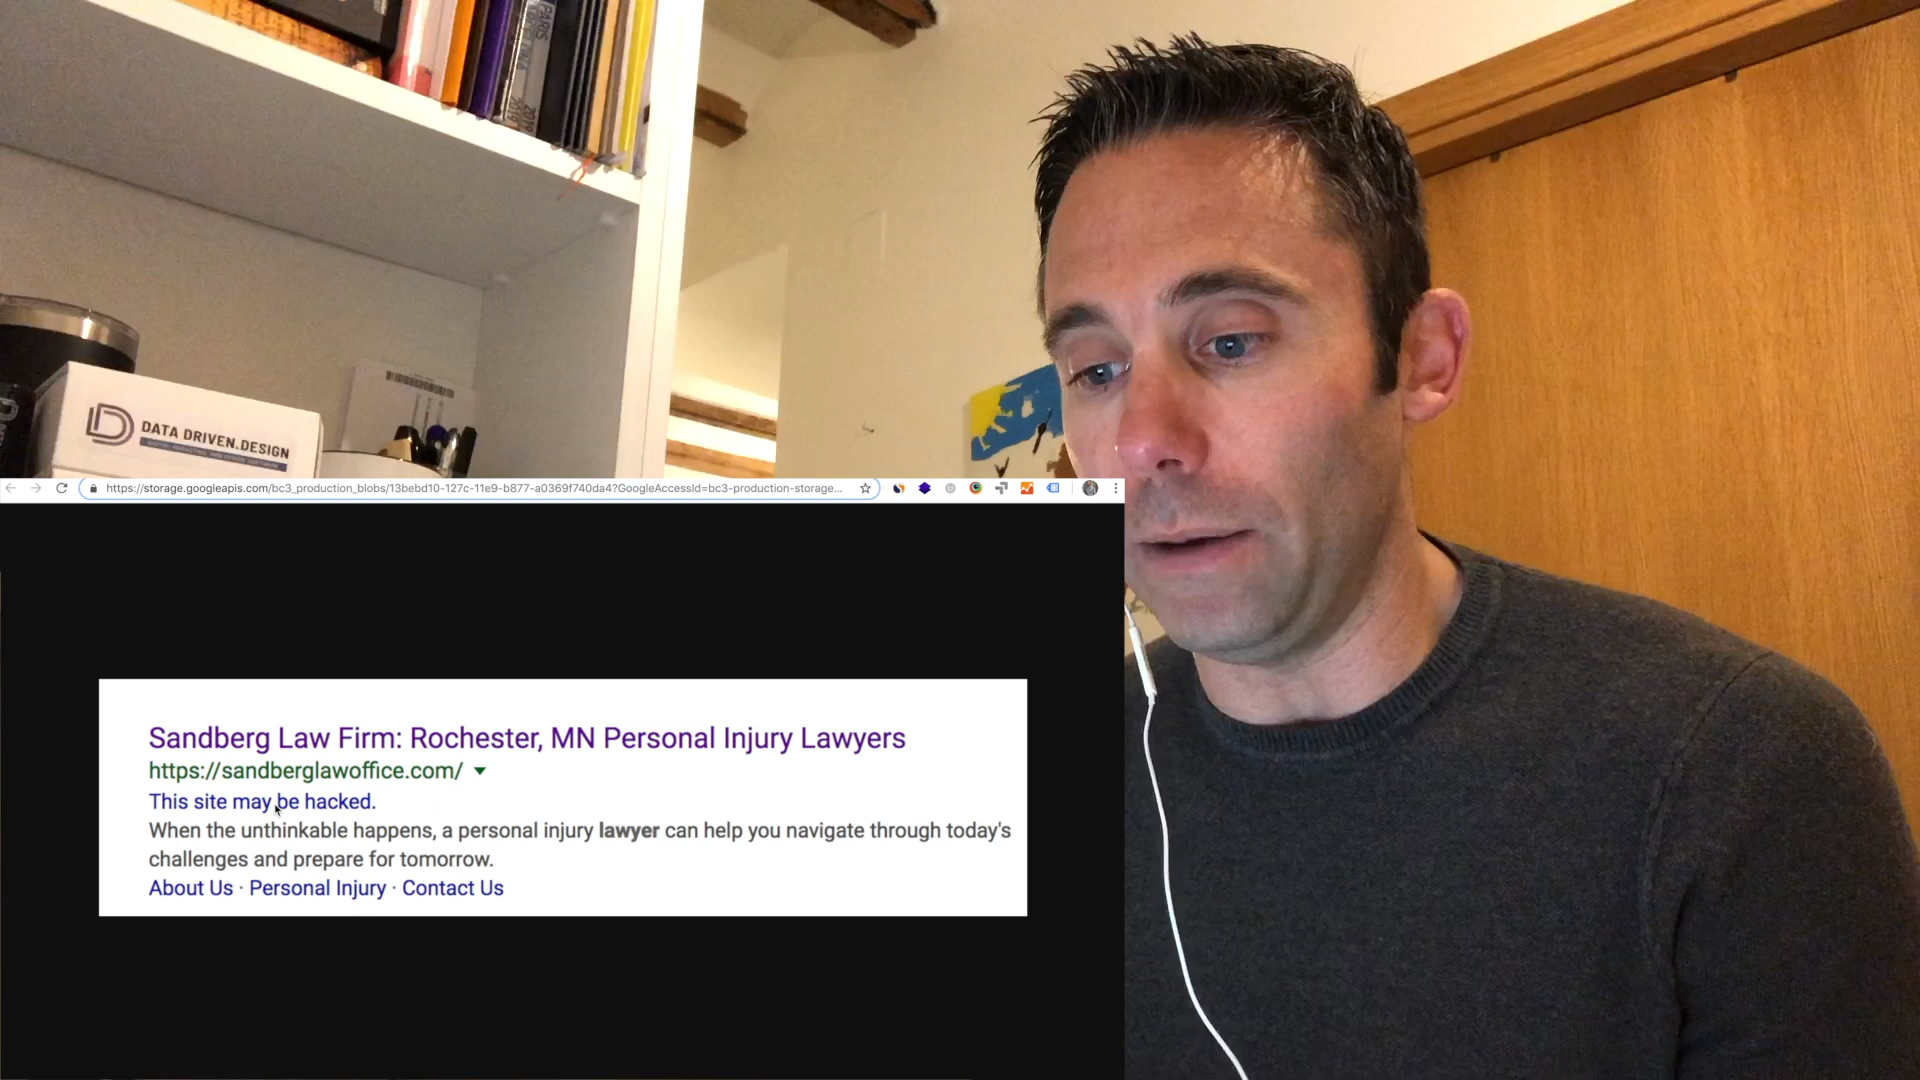 PARIS
DATA DRIVEN.DESIGN
https://storage.googleapis.com/bc3_production_blobs/13bebd10-127c-11e9-b877-a0369f740da4?GoogleAccessId=bc3-production-storage...
Sandberg Law Firm: Rochester, MN Personal Injury Lawyers
https://sandberglawoffice.com/
This site may be hacked.
When the unthinkable happens, a personal injury lawyer can help you navigate through today's
challenges and prepare for tomorrow.
About Us · Personal Injury · Contact Us